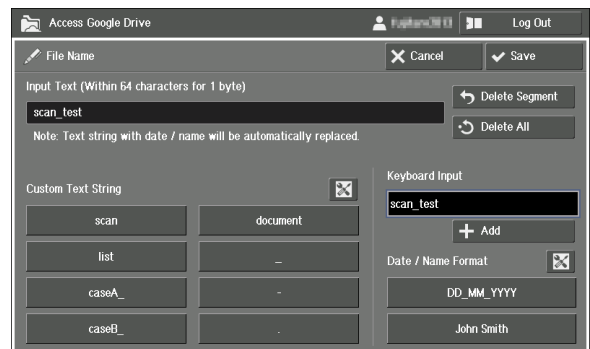 Access Google Drive
Log Out
File Name
Cancel
Save
Input Text (Within 64 characters for 1 byte)
scan_test
Delete Segment
Note: Text string with date / name will be automatically replaced.
Delete All
Custom Text String
scan
document
list
_
caseA_
-
caseB_
.
Keyboard Input
scan_test
Add
Date / Name Format
DD_MM_YYYY
John Smith